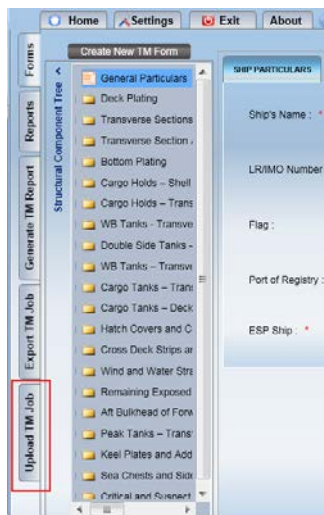 Home
Settings
Exit
About
Forms
Reports
Generate TM Report
Export TM Job
Upload TM Job
Structural Component Tree
Create New TM Form
General Particulars
Deck Plating
Transverse Sections
Transverse Section
Bottom Plating
Cargo Holds – Shell
Cargo Holds – Trans
WB Tanks - Transve
Double Side Tanks -
WB Tanks – Transve
Cargo Tanks – Trans
Cargo Tanks – Deck
Hatch Covers and C
Cross Deck Strips ar
Wind and Water Stra
Remaining Exposed
Aft Bulkhead of Forw
Peak Tanks – Trans
Keel Plates and Add
Sea Chests and Side
Critical and Suspect
SHIP PARTICULARS
Ship's Name : *
LR/IMO Number
Flag :
Port of Registry :
ESP Ship : *